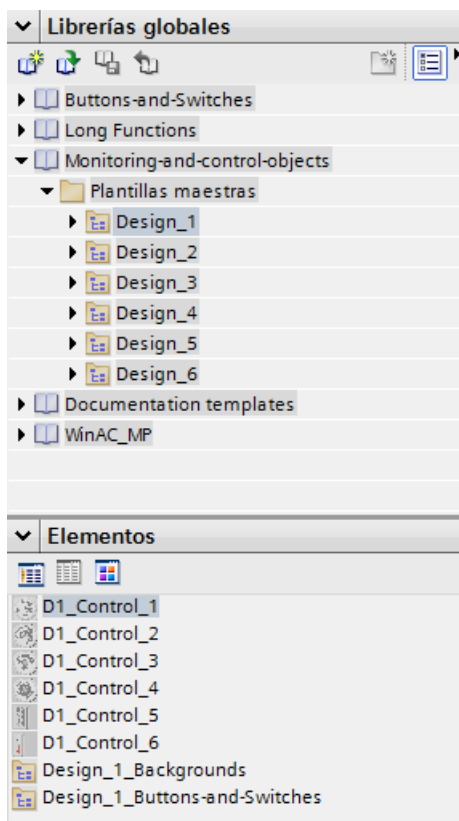 Librerías globales
Buttons-and-Switches
Long Functions
Monitoring-and-control-objects
Plantillas maestras
Design_1
Design_2
Design_3
Design_4
Design_5
Design_6
Documentation templates
WinAC_MP
Elementos
D1_Control_1
D1_Control_2
D1_Control_3
D1_Control_4
D1_Control_5
D1_Control_6
Design_1_Backgrounds
Design_1_Buttons-and-Switches